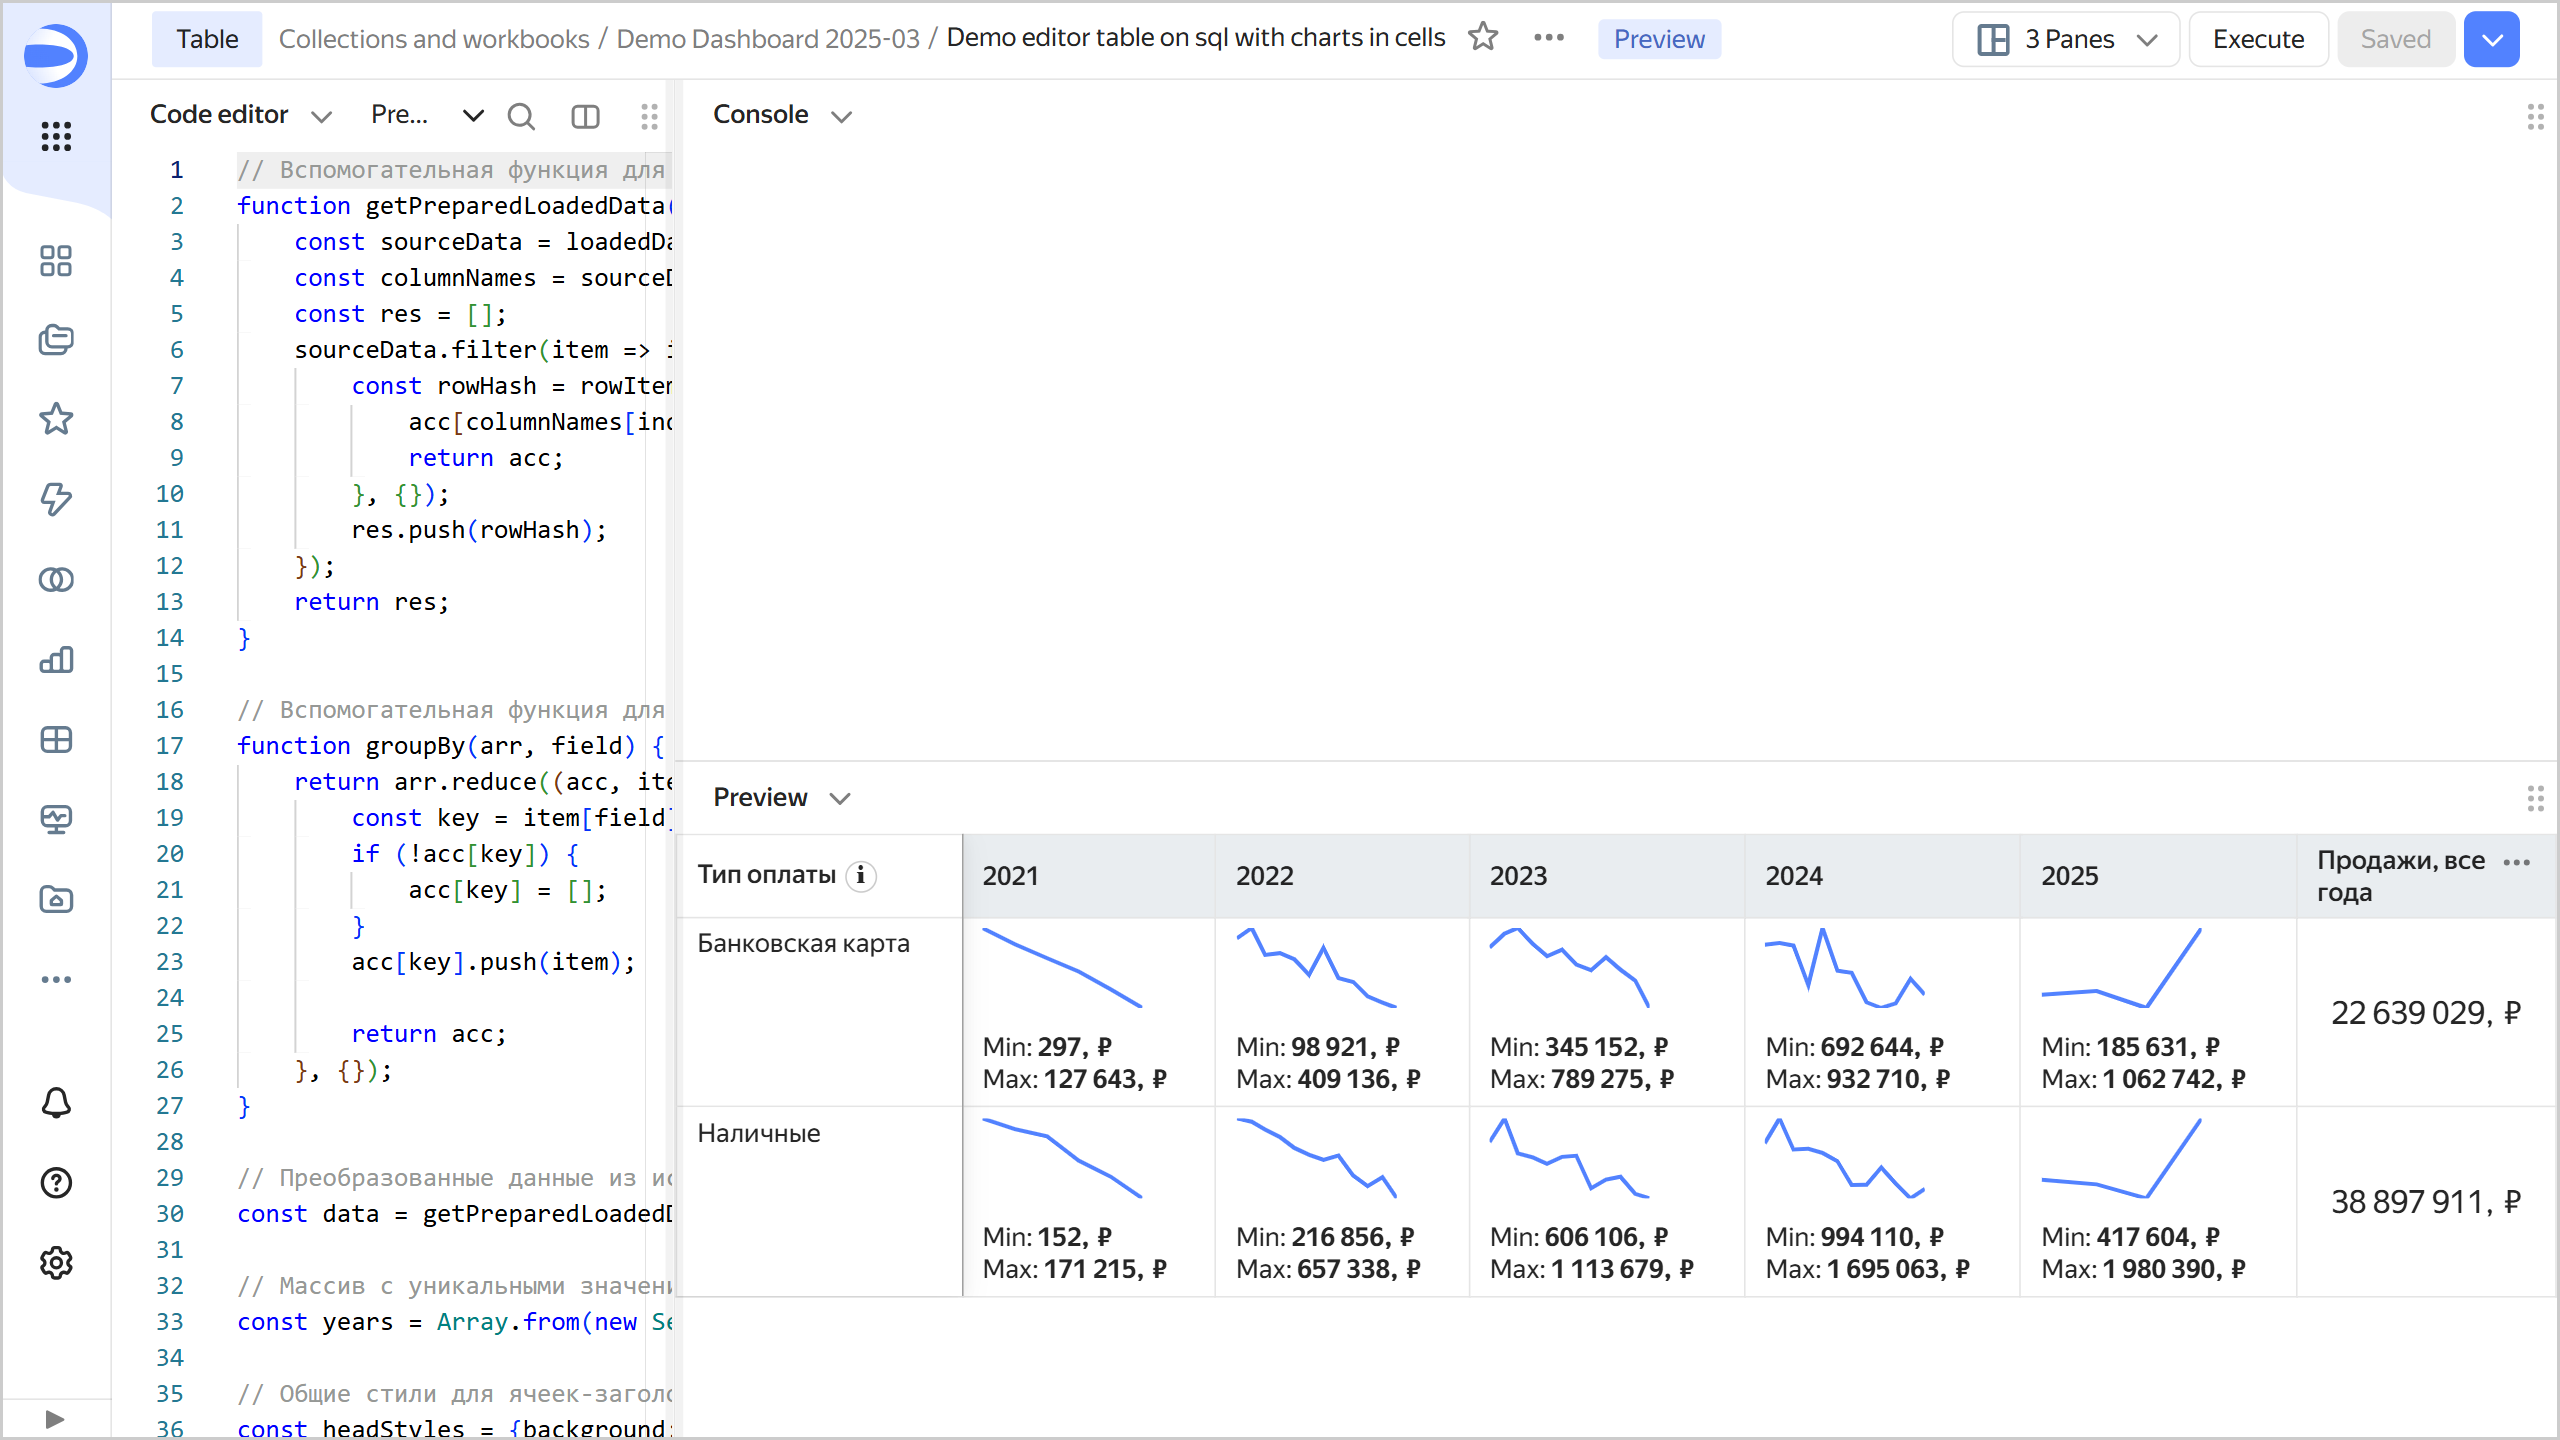 Table
Collections and workbooks / Demo Dashboard 2025-03 / Demo editor table on sql with charts in cells
Preview
3 Panes
Execute
Saved
Code editor
Pre...
1 // Вспомогательная функция для
2 function getPreparedLoadedData(
3 const sourceData = loadedDa
4 const columnNames = sourceD
5 const res = [];
6 sourceData.filter(item => i
7 const rowHash = rowItem
8 acc[columnNames[ind
9 return acc;
10 }, {});
11 res.push(rowHash);
12 });
13 return res;
14 }
15
16 // Вспомогательная функция для
17 function groupBy(arr, field) {
18 return arr.reduce((acc, ite
19 const key = item[field]
20 if (!acc[key]) {
21 acc[key] = [];
22 }
23 acc[key].push(item);
24
25 return acc;
26 }, {});
27 }
28
29 // Преобразованные данные из ис
30 const data = getPreparedLoadedD
31
32 // Массив с уникальными значени
33 const years = Array.from(new Se
34
35 // Общие стили для ячеек-заголо
36 const headStyles = {background:
Console
Preview
Тип оплаты
2021
2022
2023
2024
2025
Продажи, все
года
Банковская карта
Min: 297, ₽
Max: 127 643, ₽
Min: 98 921, ₽
Max: 409 136, ₽
Min: 345 152, ₽
Max: 789 275, ₽
Min: 692 644, ₽
Max: 932 710, ₽
Min: 185 631, ₽
Max: 1 062 742, ₽
22 639 029, ₽
Наличные
Min: 152, ₽
Max: 171 215, ₽
Min: 216 856, ₽
Max: 657 338, ₽
Min: 606 106, ₽
Max: 1 113 679, ₽
Min: 994 110, ₽
Max: 1 695 063, ₽
Min: 417 604, ₽
Max: 1 980 390, ₽
38 897 911, ₽